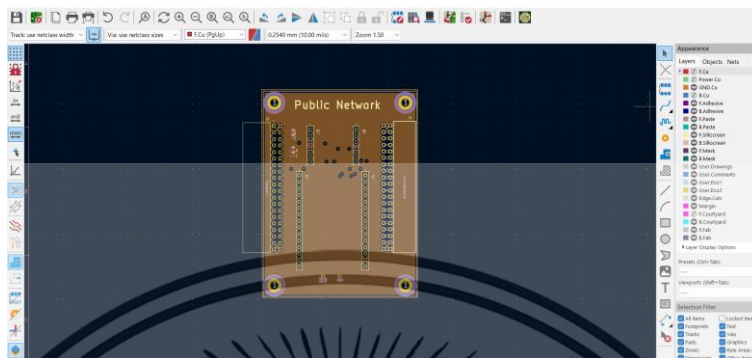 Track: use netclass width
Via: use netclass sizes
F.Cu (PgUp)
0.2540 mm (10.00 mils)
Zoom 1.50
Public Network
Appearance
Layers Objects Nets
F.Cu
Power.Cu
GND.Cu
B.Cu
F.Adhesive
B.Adhesive
F.Paste
B.Paste
F.Silkscreen
B.Silkscreen
F.Mask
B.Mask
User.Drawings
User.Comments
User.Eco1
User.Eco2
Edge.Cuts
Margin
F.Courtyard
B.Courtyard
F.Fab
B.Fab
Layer Display Options
Presets (Ctrl+Tab):
---
Viewports (Shift+Tab):
---
Selection Filter
All items Locked items
Footprints Text
Tracks Vias
Pads Graphics
Zones Rule Areas